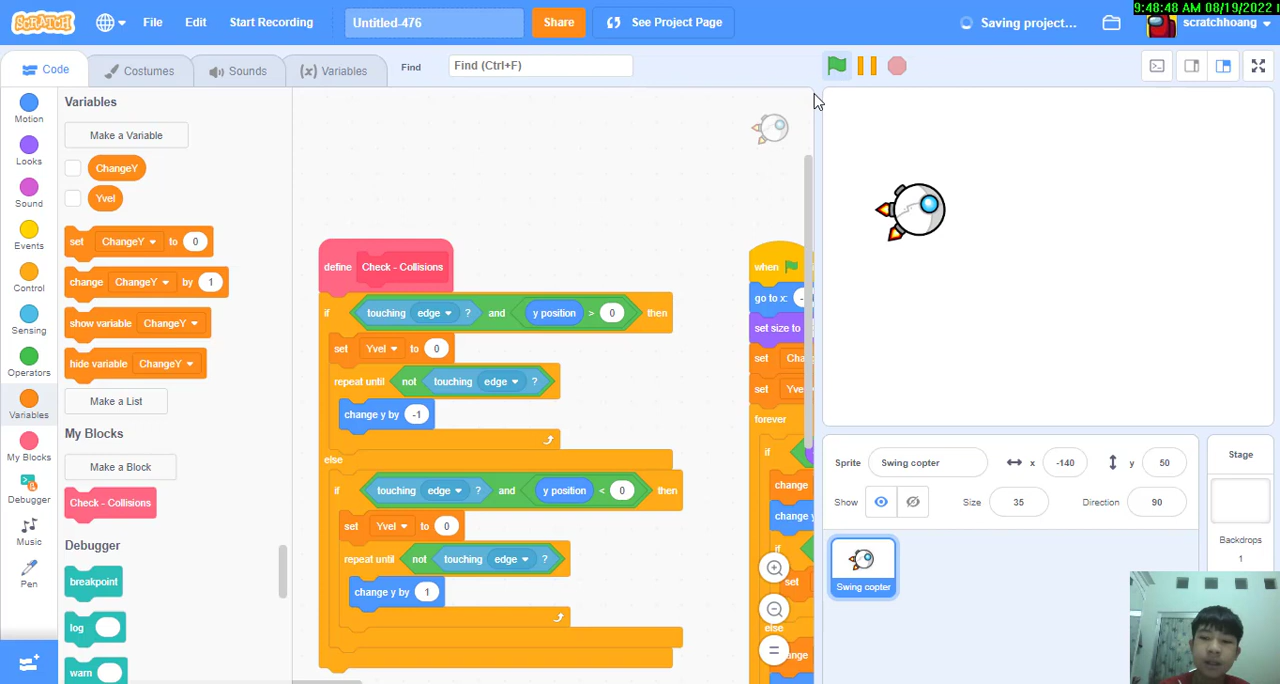 9:48:48 AM 08/19/2022
SCRATCH File Edit Start Recording Untitled-476 Share See Project Page Saving project... scratchhoang
Code Costumes Sounds (x) Variables Find Find (Ctrl+F)
Motion
Looks
Sound
Events
Control
Sensing
Operators
Variables
My Blocks
Debugger
Music
Pen
Variables
Make a Variable
ChangeY
Yvel
set ChangeY to 0
change ChangeY by 1
show variable ChangeY
hide variable ChangeY
Make a List
My Blocks
Make a Block
Check - Collisions
Debugger
breakpoint
log
warn
define Check - Collisions
if touching edge ? and y position > 0 then
set Yvel to 0
repeat until not touching edge ?
change y by -1
else
if touching edge ? and y position < 0 then
set Yvel to 0
repeat until not touching edge ?
change y by 1
when
go to x:
set size to
set
set
forever
if
change
change
if
set
else
change
Sprite Swing copter x -140 y 50
Show Size 35 Direction 90
Swing copter
Stage
Backdrops
1